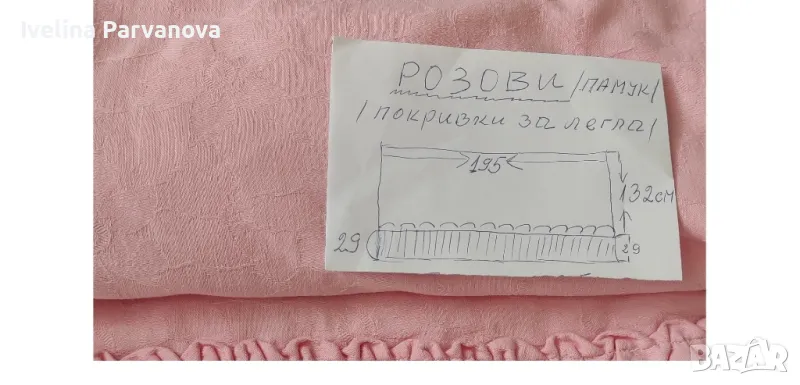 Ivelina Parvanova
РОЗОВИ /ПАМУК/
/ПОКРИВКИ ЗА ЛЕГЛА/
195
132см
29
29
BAZAR